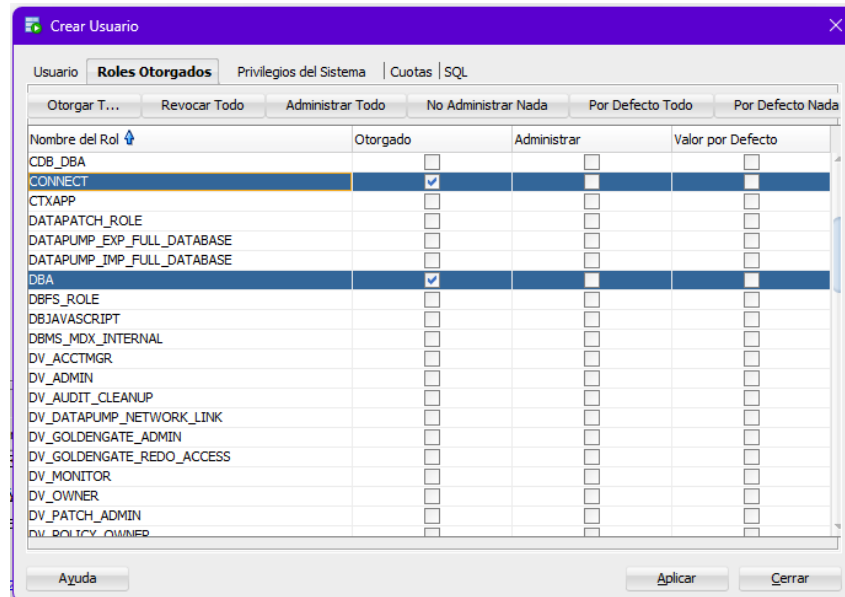 Crear Usuario
Usuario Roles Otorgados Privilegios del Sistema Cuotas SQL
Otorgar T... Revocar Todo Administrar Todo No Administrar Nada Por Defecto Todo Por Defecto Nada
Nombre del Rol Otorgado Administrar Valor por Defecto
CDB_DBA
CONNECT
CTXAPP
DATAPATCH_ROLE
DATAPUMP_EXP_FULL_DATABASE
DATAPUMP_IMP_FULL_DATABASE
DBA
DBFS_ROLE
DBJAVASCRIPT
DBMS_MDX_INTERNAL
DV_ACCTMGR
DV_ADMIN
DV_AUDIT_CLEANUP
DV_DATAPUMP_NETWORK_LINK
DV_GOLDENGATE_ADMIN
DV_GOLDENGATE_REDO_ACCESS
DV_MONITOR
DV_OWNER
DV_PATCH_ADMIN
DV_POLICY_OWNER
Ayuda Aplicar Cerrar